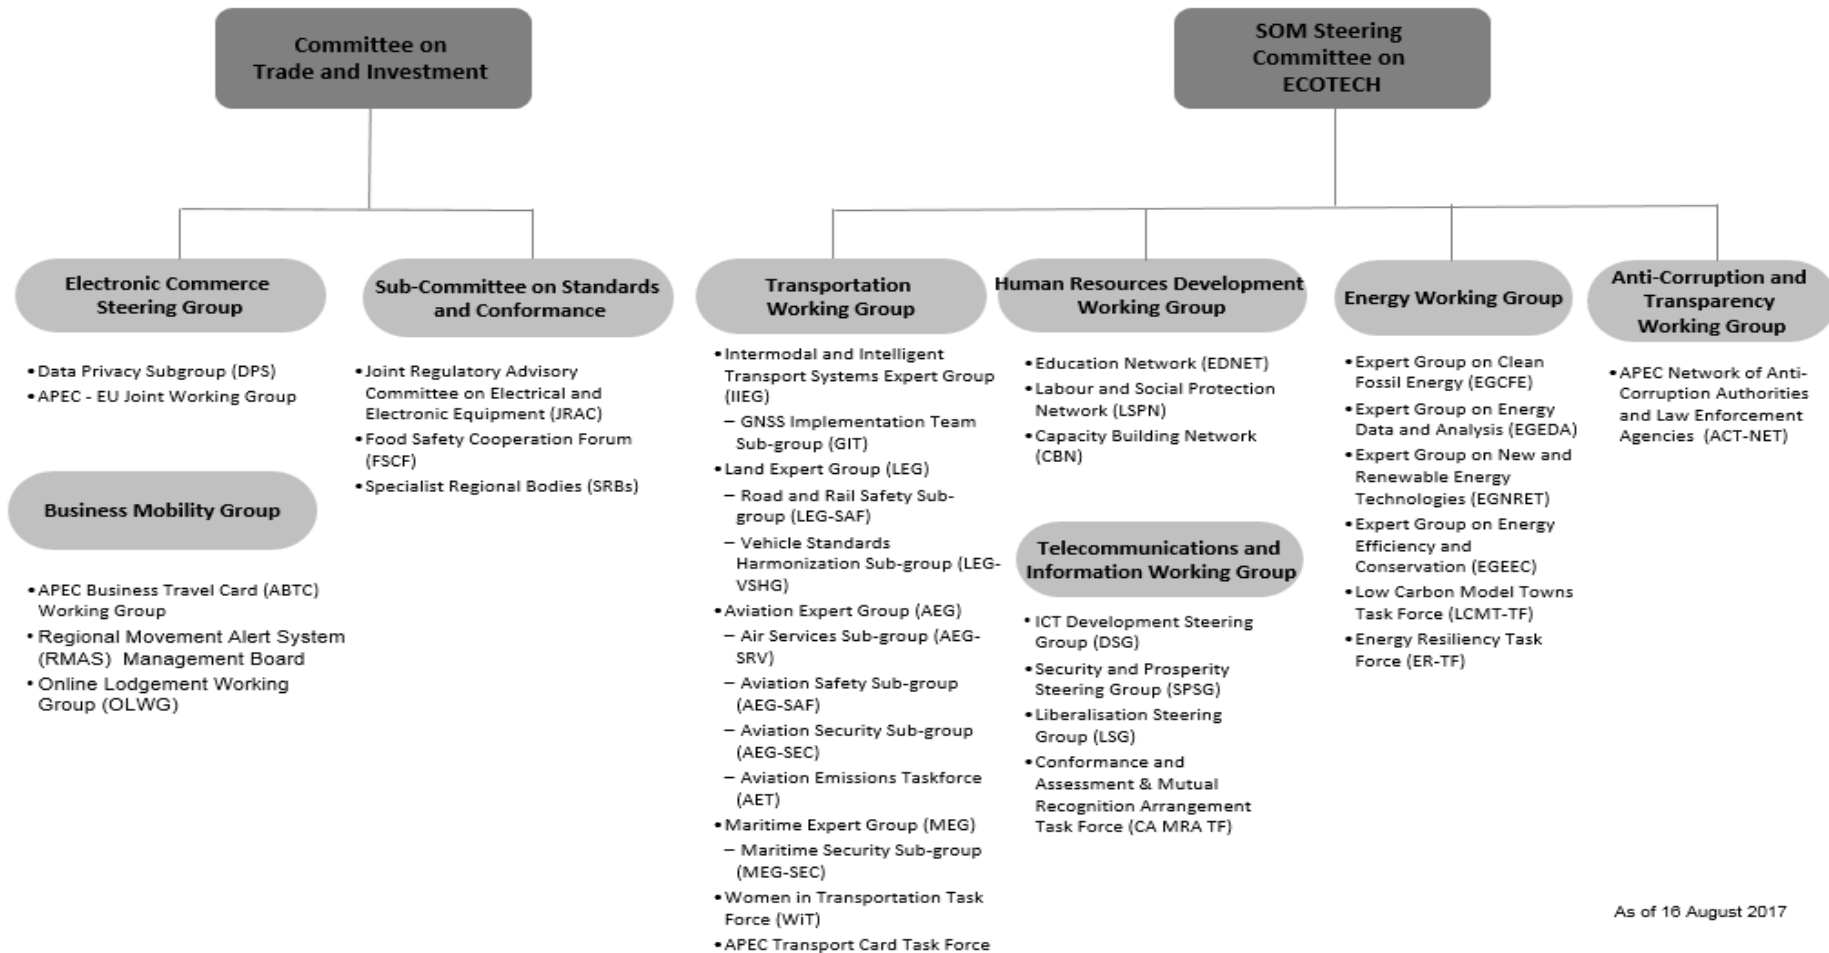 Committee on
Trade and Investment
SOM Steering
Committee on
ECOTECH
Electronic Commerce
Steering Group
• Data Privacy Subgroup (DPS)
• APEC - EU Joint Working Group
Business Mobility Group
• APEC Business Travel Card (ABTC)
Working Group
• Regional Movement Alert System
(RMAS) Management Board
• Online Lodgement Working
Group (OLWG)
Sub-Committee on Standards
and Conformance
• Joint Regulatory Advisory
Committee on Electrical and
Electronic Equipment (JRAC)
• Food Safety Cooperation Forum
(FSCF)
• Specialist Regional Bodies (SRBs)
Transportation
Working Group
• Intermodal and Intelligent
Transport Systems Expert Group
(IIEG)
– GNSS Implementation Team
Sub-group (GIT)
• Land Expert Group (LEG)
– Road and Rail Safety Sub-
group (LEG-SAF)
– Vehicle Standards
Harmonization Sub-group (LEG-
VSHG)
• Aviation Expert Group (AEG)
– Air Services Sub-group (AEG-
SRV)
– Aviation Safety Sub-group
(AEG-SAF)
– Aviation Security Sub-group
(AEG-SEC)
– Aviation Emissions Taskforce
(AET)
• Maritime Expert Group (MEG)
– Maritime Security Sub-group
(MEG-SEC)
• Women in Transportation Task
Force (WiT)
• APEC Transport Card Task Force
Human Resources Development
Working Group
• Education Network (EDNET)
• Labour and Social Protection
Network (LSPN)
• Capacity Building Network
(CBN)
Telecommunications and
Information Working Group
• ICT Development Steering
Group (DSG)
• Security and Prosperity
Steering Group (SPSG)
• Liberalisation Steering
Group (LSG)
• Conformance and
Assessment & Mutual
Recognition Arrangement
Task Force (CA MRA TF)
Energy Working Group
• Expert Group on Clean
Fossil Energy (EGCFE)
• Expert Group on Energy
Data and Analysis (EGEDA)
• Expert Group on New and
Renewable Energy
Technologies (EGNRET)
• Expert Group on Energy
Efficiency and
Conservation (EGEEC)
• Low Carbon Model Towns
Task Force (LCMT-TF)
• Energy Resiliency Task
Force (ER-TF)
Anti-Corruption and
Transparency
Working Group
• APEC Network of Anti-
Corruption Authorities
and Law Enforcement
Agencies (ACT-NET)
As of 16 August 2017